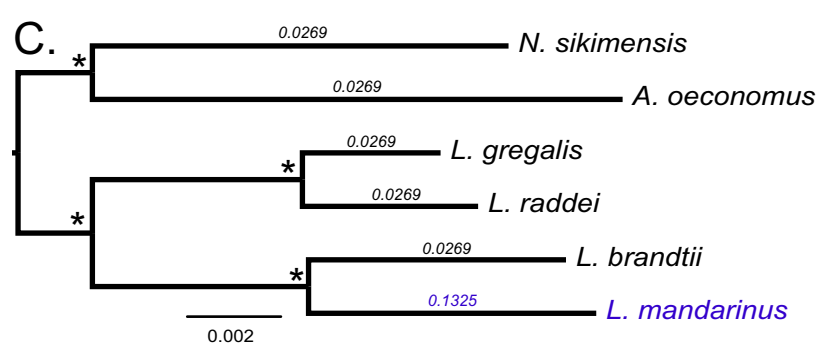 C.
0.0269
N. sikimensis
*
0.0269
A. oeconomus
0.0269
L. gregalis
*
0.0269
L. raddei
*
0.0269
L. brandtii
*
0.1325
L. mandarinus
0.002